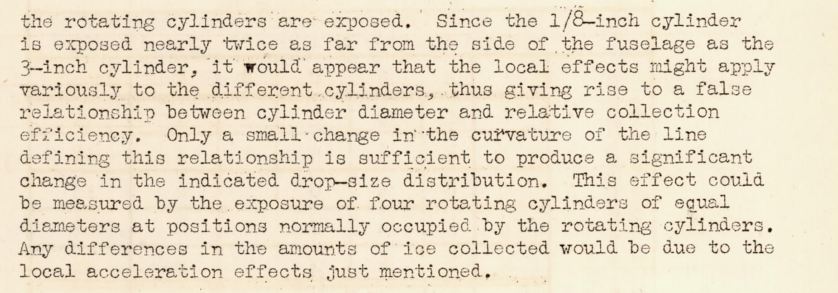 the rotating cylinders are exposed. Since the 1/8-inch cylinder
is exposed nearly twice as far from the side of the fuselage as the
3-inch cylinder, it would appear that the local effects might apply
variously to the different cylinders, thus giving rise to a false
relationship between cylinder diameter and relative collection
efficiency. Only a small change in the curvature of the line
defining this relationship is sufficient to produce a significant
change in the indicated drop-size distribution. This effect could
be measured by the exposure of four rotating cylinders of equal
diameters at positions normally occupied by the rotating cylinders.
Any differences in the amounts of ice collected would be due to the
local acceleration effects just mentioned.